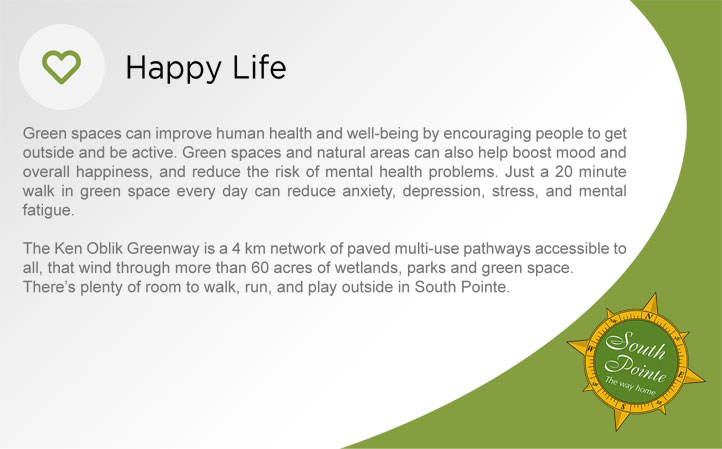 Happy Life
Green spaces can improve human health and well-being by encouraging people to get
outside and be active. Green spaces and natural areas can also help boost mood and
overall happiness, and reduce the risk of mental health problems. Just a 20 minute
walk in green space every day can reduce anxiety, depression, stress, and mental
fatigue.
The Ken Oblik Greenway is a 4 km network of paved multi-use pathways accessible to
all, that wind through more than 60 acres of wetlands, parks and green space.
There’s plenty of room to walk, run, and play outside in South Pointe.
N
W
E
S
South
Pointe
The way home